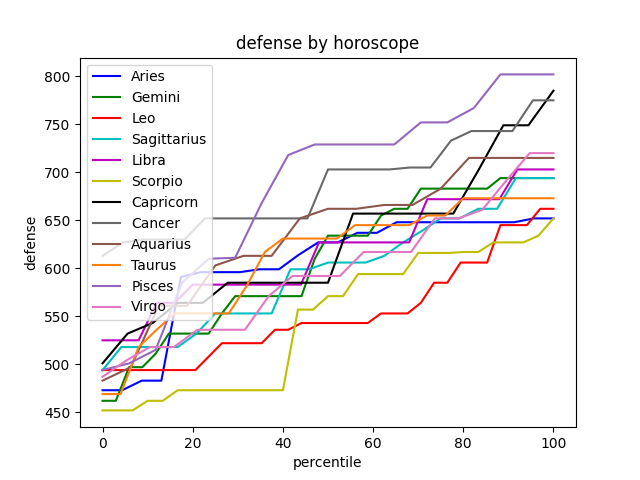 defense by horoscope
defense
800
750
700
650
600
550
500
450
Aries
Gemini
Leo
Sagittarius
Libra
Scorpio
Capricorn
Cancer
Aquarius
Taurus
Pisces
Virgo
0 20 40 60 80 100
percentile